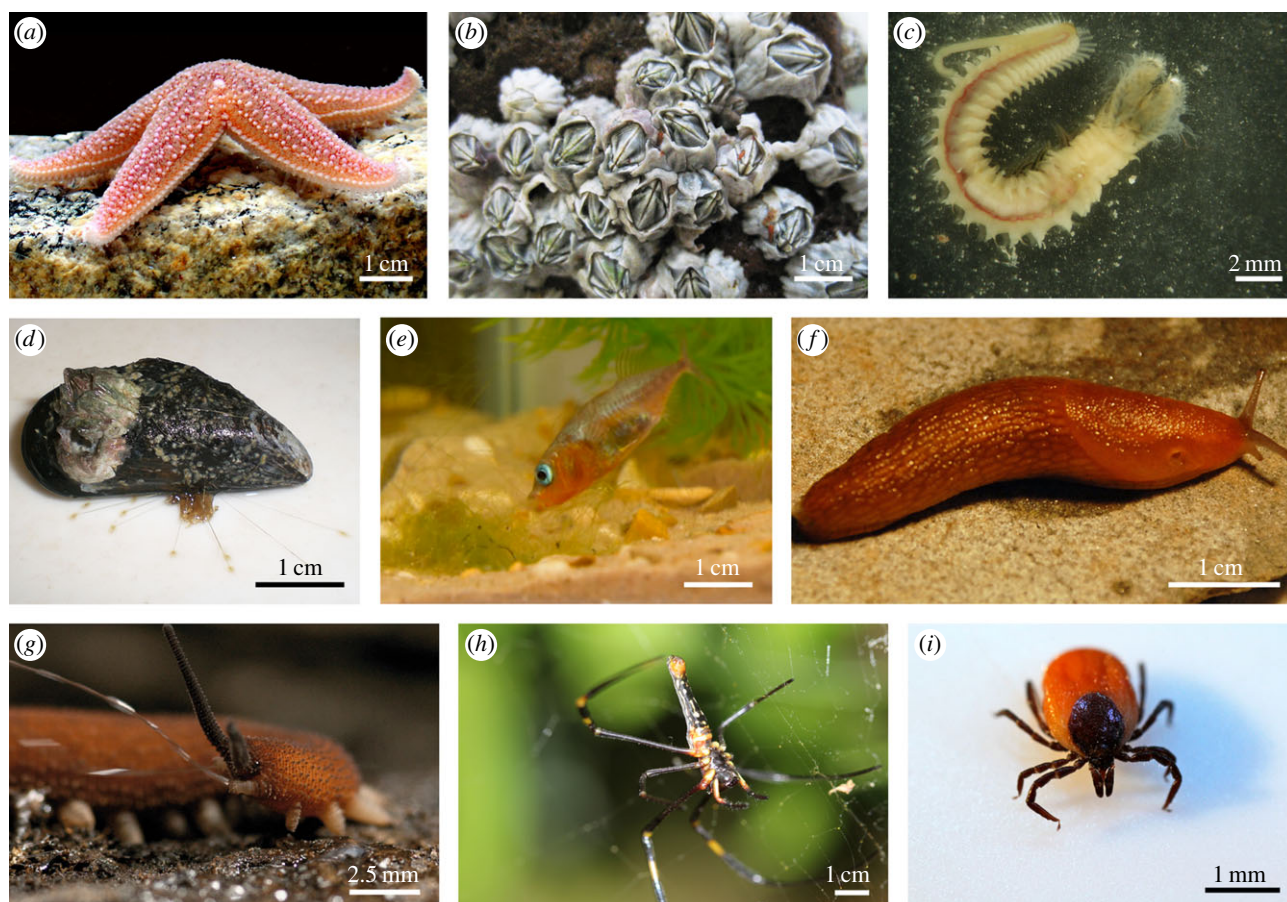 (a)
1 cm
(b)
1 cm
(c)
2 mm
(d)
1 cm
(e)
1 cm
(f)
1 cm
(g)
2.5 mm
(h)
1 cm
(i)
1 mm